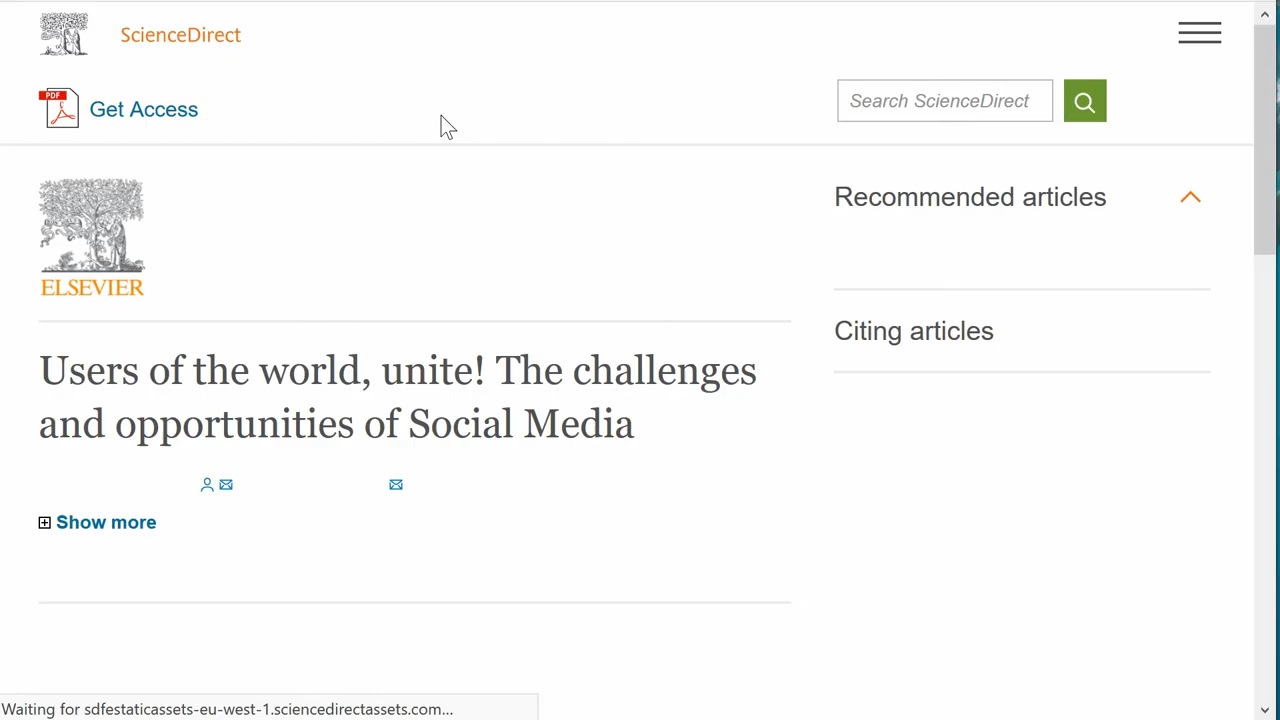 ScienceDirect
PDF
Get Access
Search ScienceDirect
ELSEVIER
Users of the world, unite! The challenges
and opportunities of Social Media
Show more
Recommended articles
Citing articles
Waiting for sdfestaticassets-eu-west-1.sciencedirectassets.com...